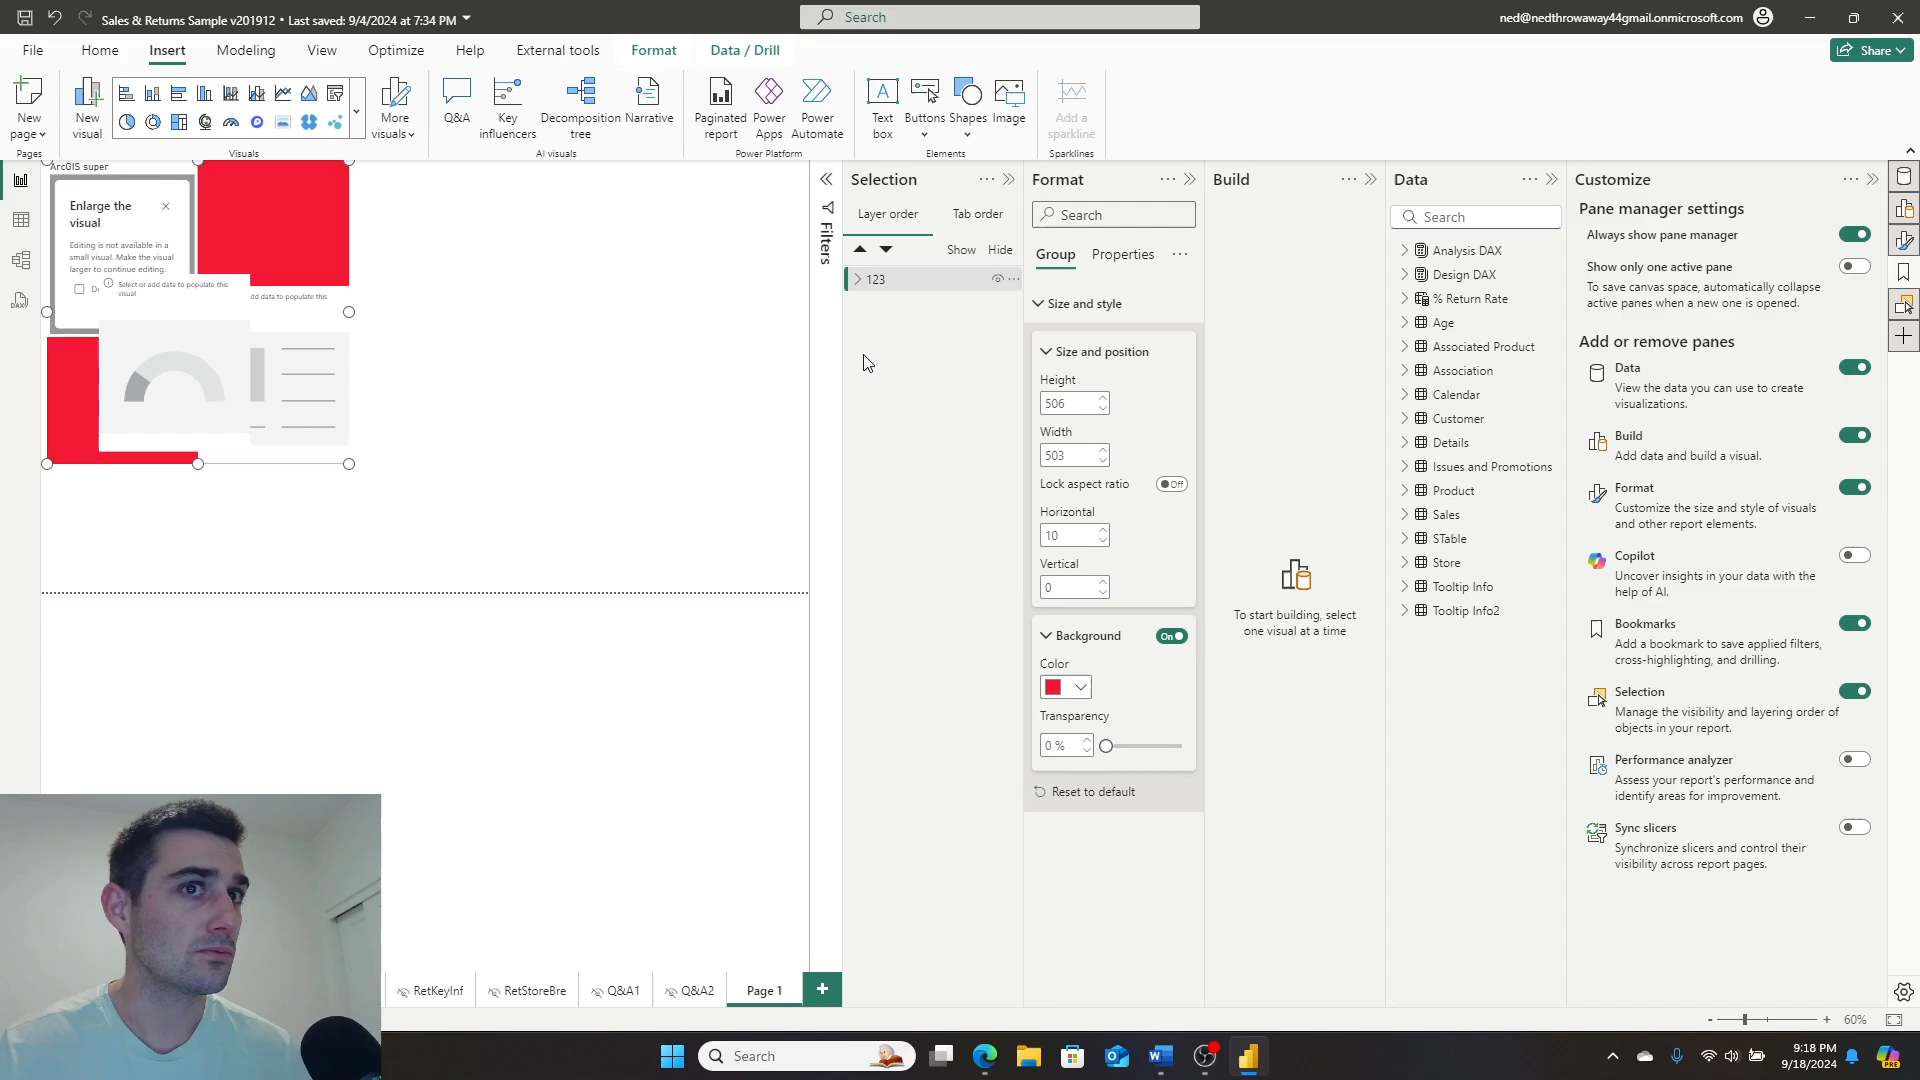 Sales & Returns Sample v201912 • Last saved: 9/4/2024 at 7:34 PM
Search
ned@nedthrowaway44gmail.onmicrosoft.com
File Home Insert Modeling View Optimize Help External tools Format Data / Drill
Share
New page
New visual
More visuals
Q&A
Key influencers
Decomposition tree
Narrative
Paginated report
Power Apps
Power Automate
Text box
Buttons
Shapes
Image
Add a sparkline
Pages
Visuals
AI visuals
Power Platform
Elements
Sparklines
ArcGIS super
Enlarge the
visual
Editing is not available in a
small visual. Make the visual
larger to continue editing.
Select or add data to populate this
visual
dd data to populate this
Filters
Selection
Layer order Tab order
Show Hide
123
Format
Search
Group Properties
Size and style
Size and position
Height
506
Width
503
Lock aspect ratio Off
Horizontal
10
Vertical
0
Background On
Color
Transparency
0 %
Reset to default
Build
To start building, select
one visual at a time
Data
Search
Analysis DAX
Design DAX
% Return Rate
Age
Associated Product
Association
Calendar
Customer
Details
Issues and Promotions
Product
Sales
STable
Store
Tooltip Info
Tooltip Info2
Customize
Pane manager settings
Always show pane manager
Show only one active pane
To save canvas space, automatically collapse
active panes when a new one is opened.
Add or remove panes
Data
View the data you can use to create
visualizations.
Build
Add data and build a visual.
Format
Customize the size and style of visuals
and other report elements.
Copilot
Uncover insights in your data with the
help of AI.
Bookmarks
Add a bookmark to save applied filters,
cross-highlighting, and drilling.
Selection
Manage the visibility and layering order of
objects in your report.
Performance analyzer
Assess your report's performance and
identify areas for improvement.
Sync slicers
Synchronize slicers and control their
visibility across report pages.
RetKeyInf RetStoreBre Q&A1 Q&A2 Page 1 +
- + 60%
Search
9:18 PM
9/18/2024